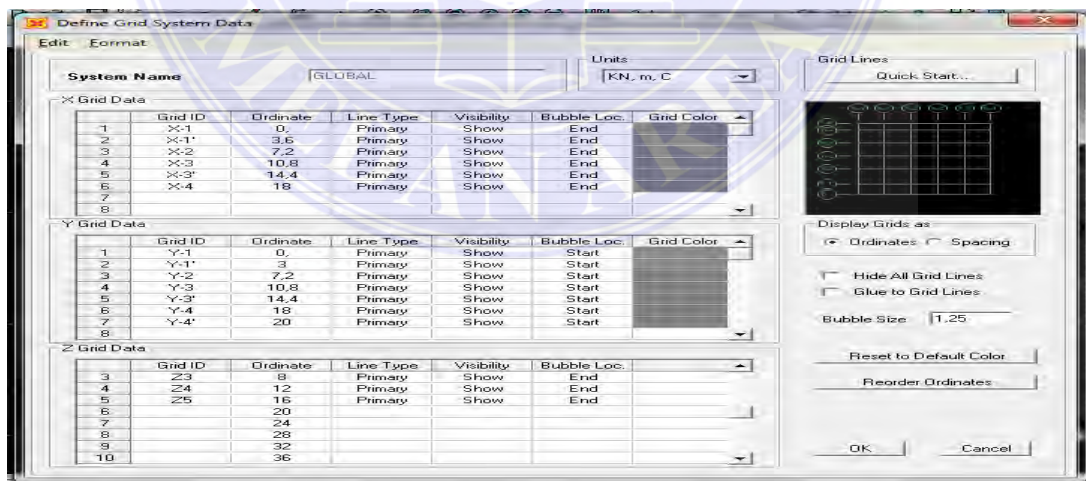 Define Grid System Data
Edit Format
System Name GLOBAL
Units
KN, m, C
Grid Lines
Quick Start...
X Grid Data
Grid ID Ordinate Line Type Visibility Bubble Loc. Grid Color
1 X-1 0, Primary Show End
2 X-1' 3,6 Primary Show End
3 X-2 7,2 Primary Show End
4 X-3 10,8 Primary Show End
5 X-3' 14,4 Primary Show End
6 X-4 18 Primary Show End
7
8
Y Grid Data
Grid ID Ordinate Line Type Visibility Bubble Loc. Grid Color
1 Y-1 0, Primary Show Start
2 Y-1' 3 Primary Show Start
3 Y-2 7,2 Primary Show Start
4 Y-3 10,8 Primary Show Start
5 Y-3' 14,4 Primary Show Start
6 Y-4 18 Primary Show Start
7 Y-4' 20 Primary Show Start
8
Display Grids as
Ordinates Spacing
Hide All Grid Lines
Glue to Grid Lines
Bubble Size 1.25
Z Grid Data
Grid ID Ordinate Line Type Visibility Bubble Loc.
3 Z3 8 Primary Show End
4 Z4 12 Primary Show End
5 Z5 16 Primary Show End
6 20
7 24
8 28
9 32
10 36
Reset to Default Color
Reorder Ordinates
OK Cancel
MEDAN AREA